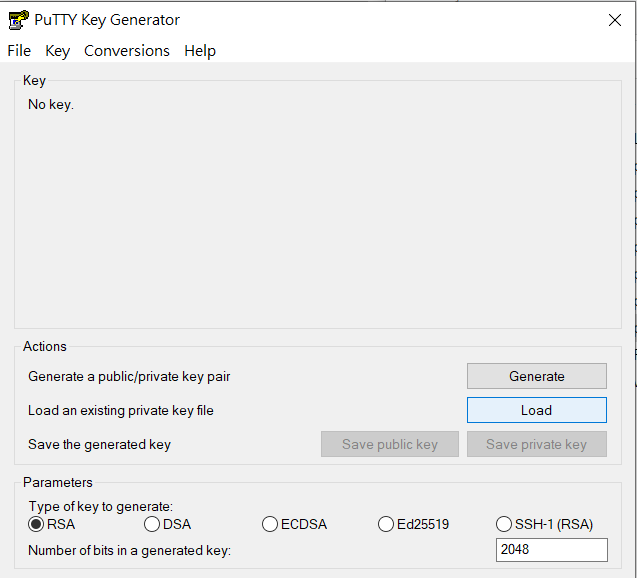 PuTTY Key Generator
File Key Conversions Help
Key
No key.
Actions
Generate a public/private key pair
Generate
Load an existing private key file
Load
Save the generated key
Save public key
Save private key
Parameters
Type of key to generate:
RSA DSA ECDSA Ed25519 SSH-1 (RSA)
Number of bits in a generated key:
2048